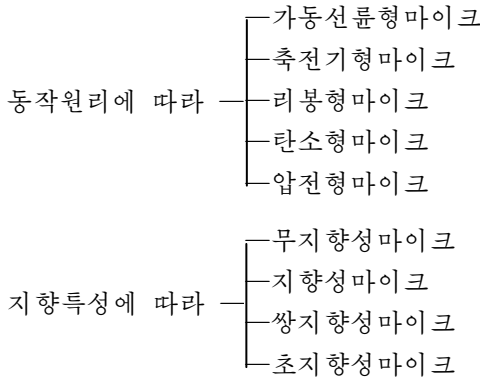 가동선륜형마이크
축전기형마이크
동작원리에 따라
리봉형마이크
탄소형마이크
압전형마이크
무지향성마이크
지향성마이크
지향특성에 따라
쌍지향성마이크
초지향성마이크